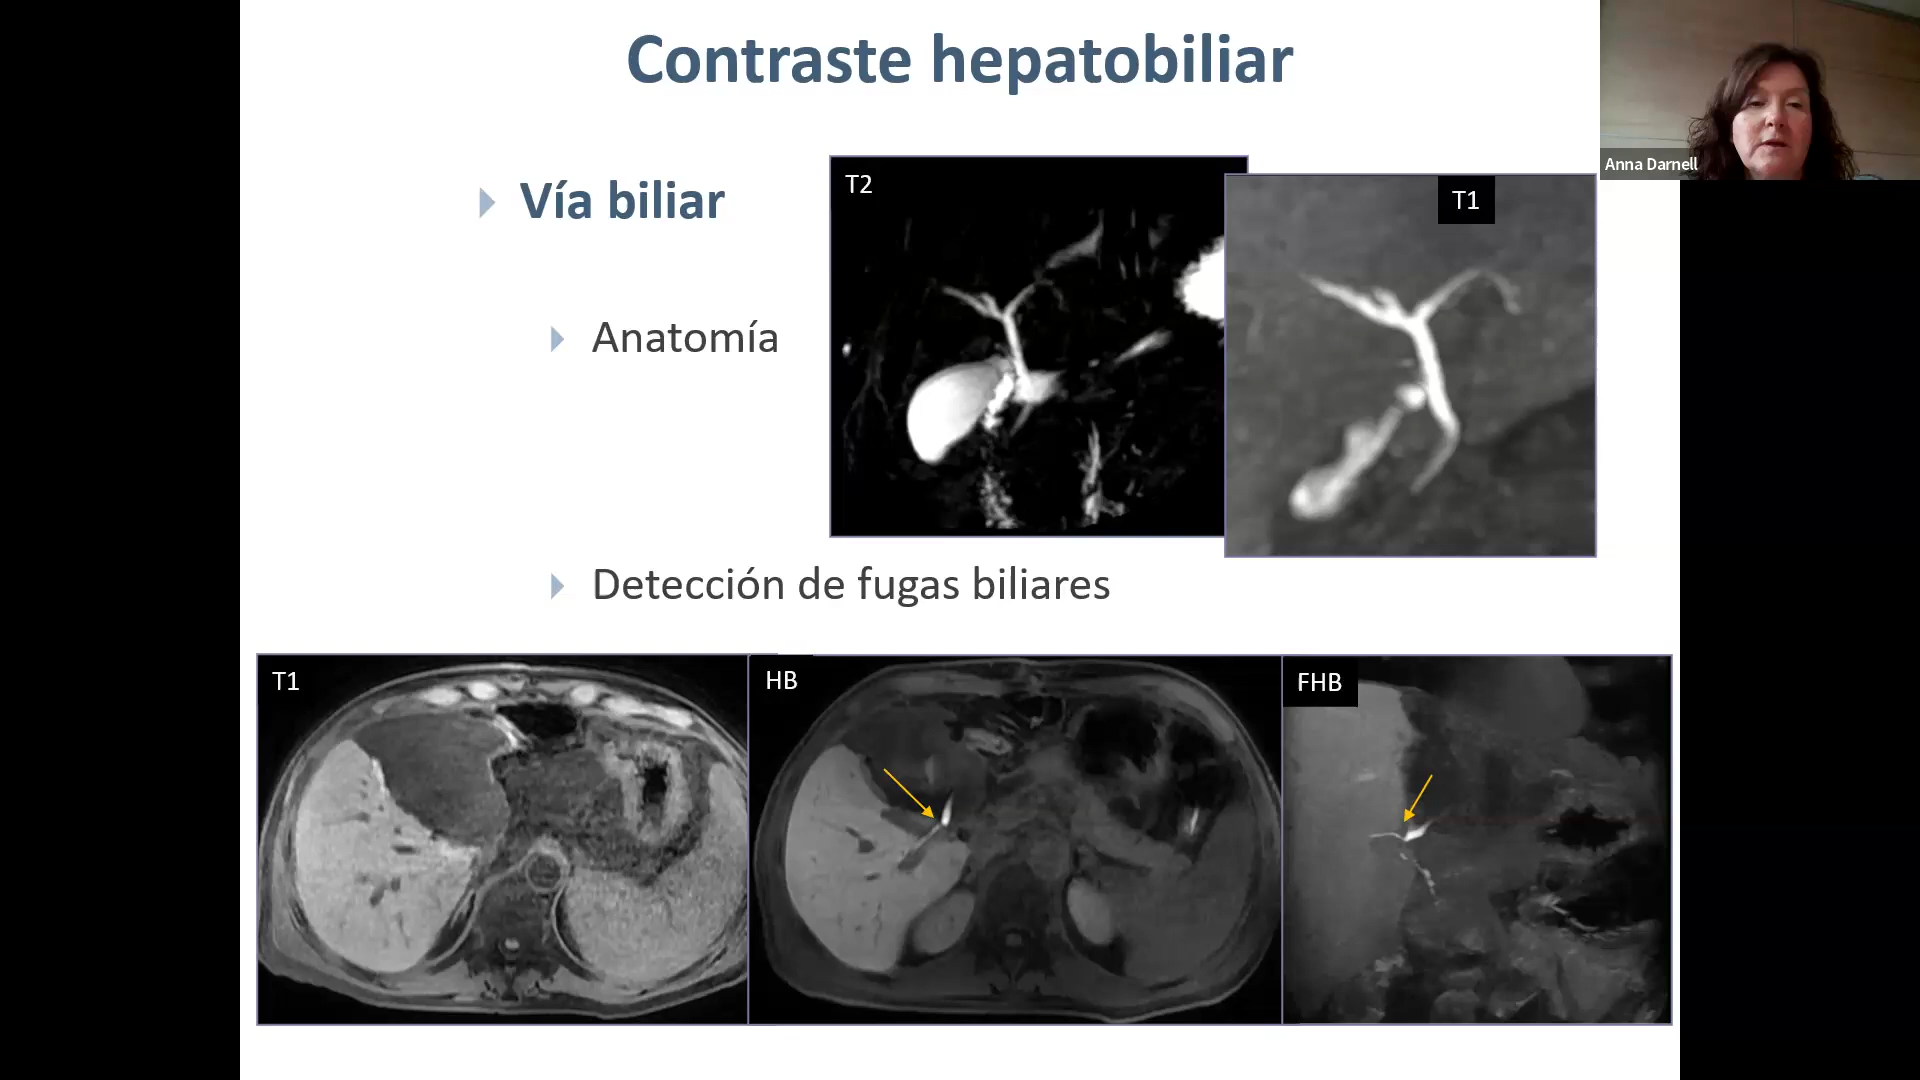 Contraste hepatobiliar
Anna Darnell
Vía biliar
T2
T1
Anatomía
Detección de fugas biliares
T1
HB
FHB